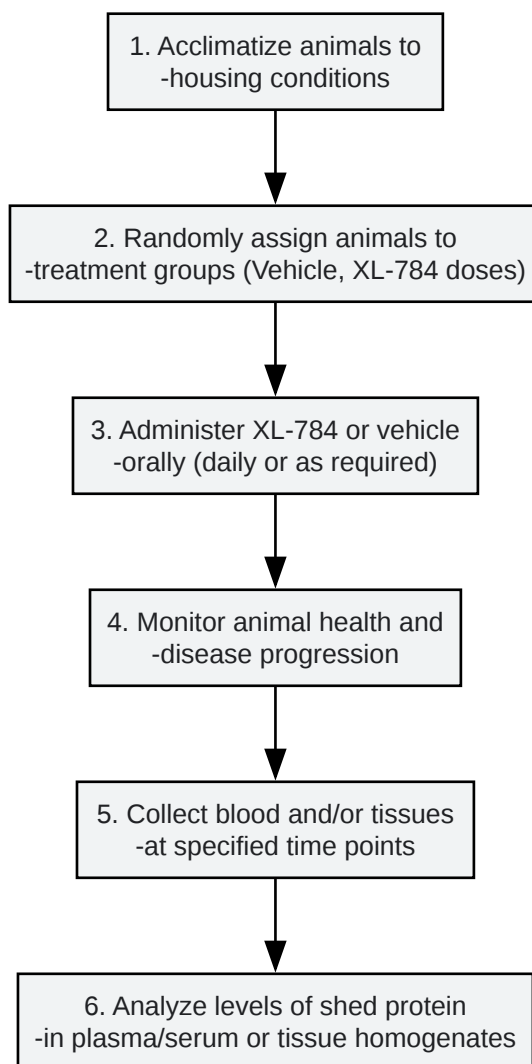 1. Acclimatize animals to
-housing conditions
2. Randomly assign animals to
-treatment groups (Vehicle, XL-784 doses)
3. Administer XL-784 or vehicle
-orally (daily or as required)
4. Monitor animal health and
-disease progression
5. Collect blood and/or tissues
-at specified time points
6. Analyze levels of shed protein
-in plasma/serum or tissue homogenates